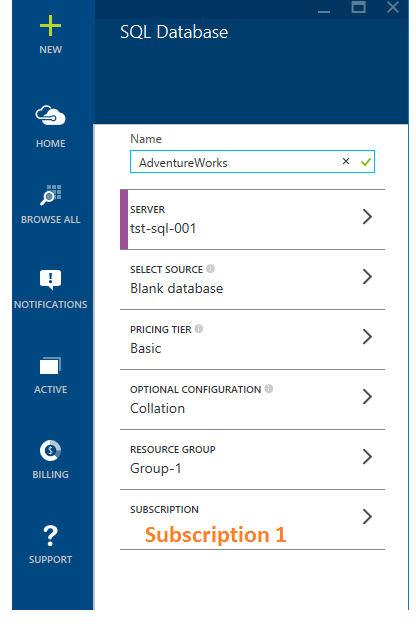 SQL Database
NEW
HOME
BROWSE ALL
NOTIFICATIONS
ACTIVE
BILLING
SUPPORT
Name
AdventureWorks
SERVER
tst-sql-001
SELECT SOURCE
Blank database
PRICING TIER
Basic
OPTIONAL CONFIGURATION
Collation
RESOURCE GROUP
Group-1
SUBSCRIPTION
Subscription 1